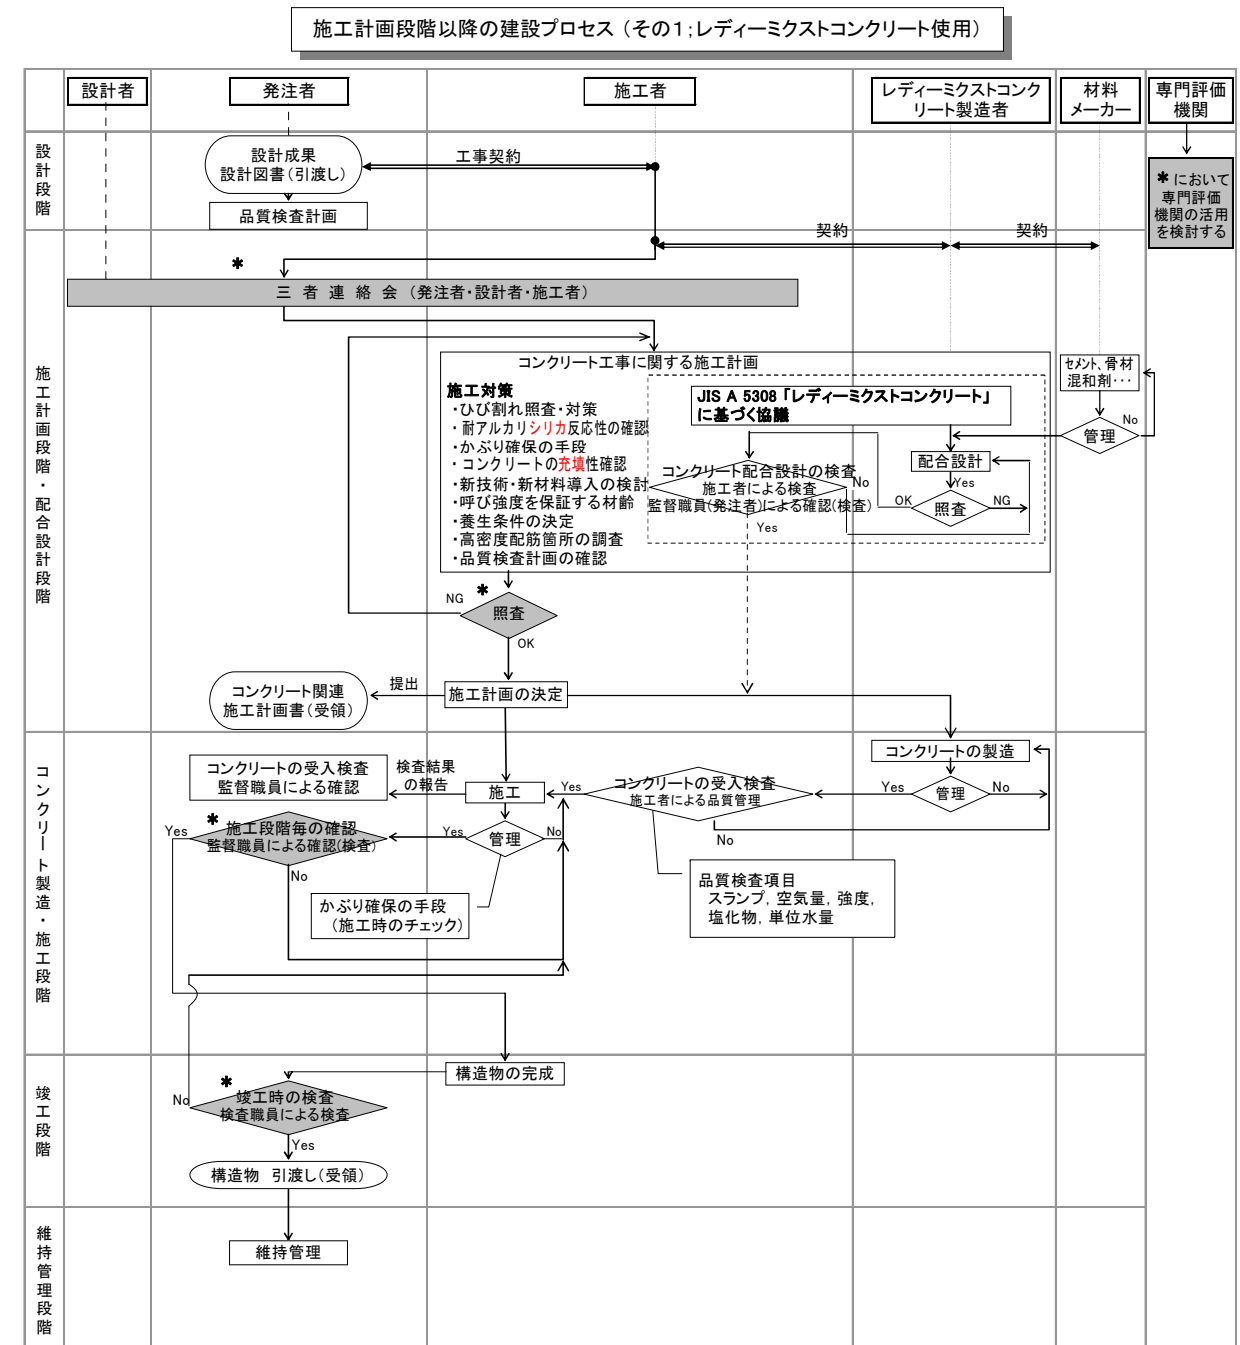 施工計画段階以降の建設プロセス（その１；レディーミクストコンクリート使用）
設計者
発注者
施工者
レディーミクストコンク
リート製造者
材料
メーカー
専門評価
機関
設計段階
設計成果
設計図書（引渡し）
工事契約
品質検査計画
＊において
専門評価
機関の活用
を検討する
契約
契約
施工計画段階・配合設計段階
＊
三 者 連 絡 会（発注者・設計者・施工者）
コンクリート工事に関する施工計画
施工対策
・ひび割れ照査・対策
・耐アルカリシリカ反応性の確認
・かぶり確保の手段
・コンクリートの充填性確認
・新技術・新材料導入の検討
・呼び強度を保証する材齢
・養生条件の決定
・高密度配筋箇所の調査
・品質検査計画の確認
JIS A 5308「レディーミクストコンクリート」
に基づく協議
セメント、骨材
混和剤・・・
No
管理
配合設計
Yes
照査
OK
NG
コンクリート配合設計の検査
施工者による検査
監督職員（発注者）による確認（検査）
No
Yes
＊
NG
照査
OK
提出
コンクリート関連
施工計画書（受領）
施工計画の決定
コンクリート製造・施工段階
コンクリートの受入検査
監督職員による確認
検査結果
の報告
施工
Yes
コンクリートの受入検査
施工者による品質管理
No
コンクリートの製造
Yes
管理
No
Yes
＊
施工段階毎の確認
監督職員による確認（検査）
No
Yes
管理
No
かぶり確保の手段
（施工時のチェック）
品質検査項目
スランプ，空気量，強度，
塩化物，単位水量
竣工段階
構造物の完成
＊
No
竣工時の検査
検査職員による検査
Yes
構造物 引渡し（受領）
維持管理段階
維持管理